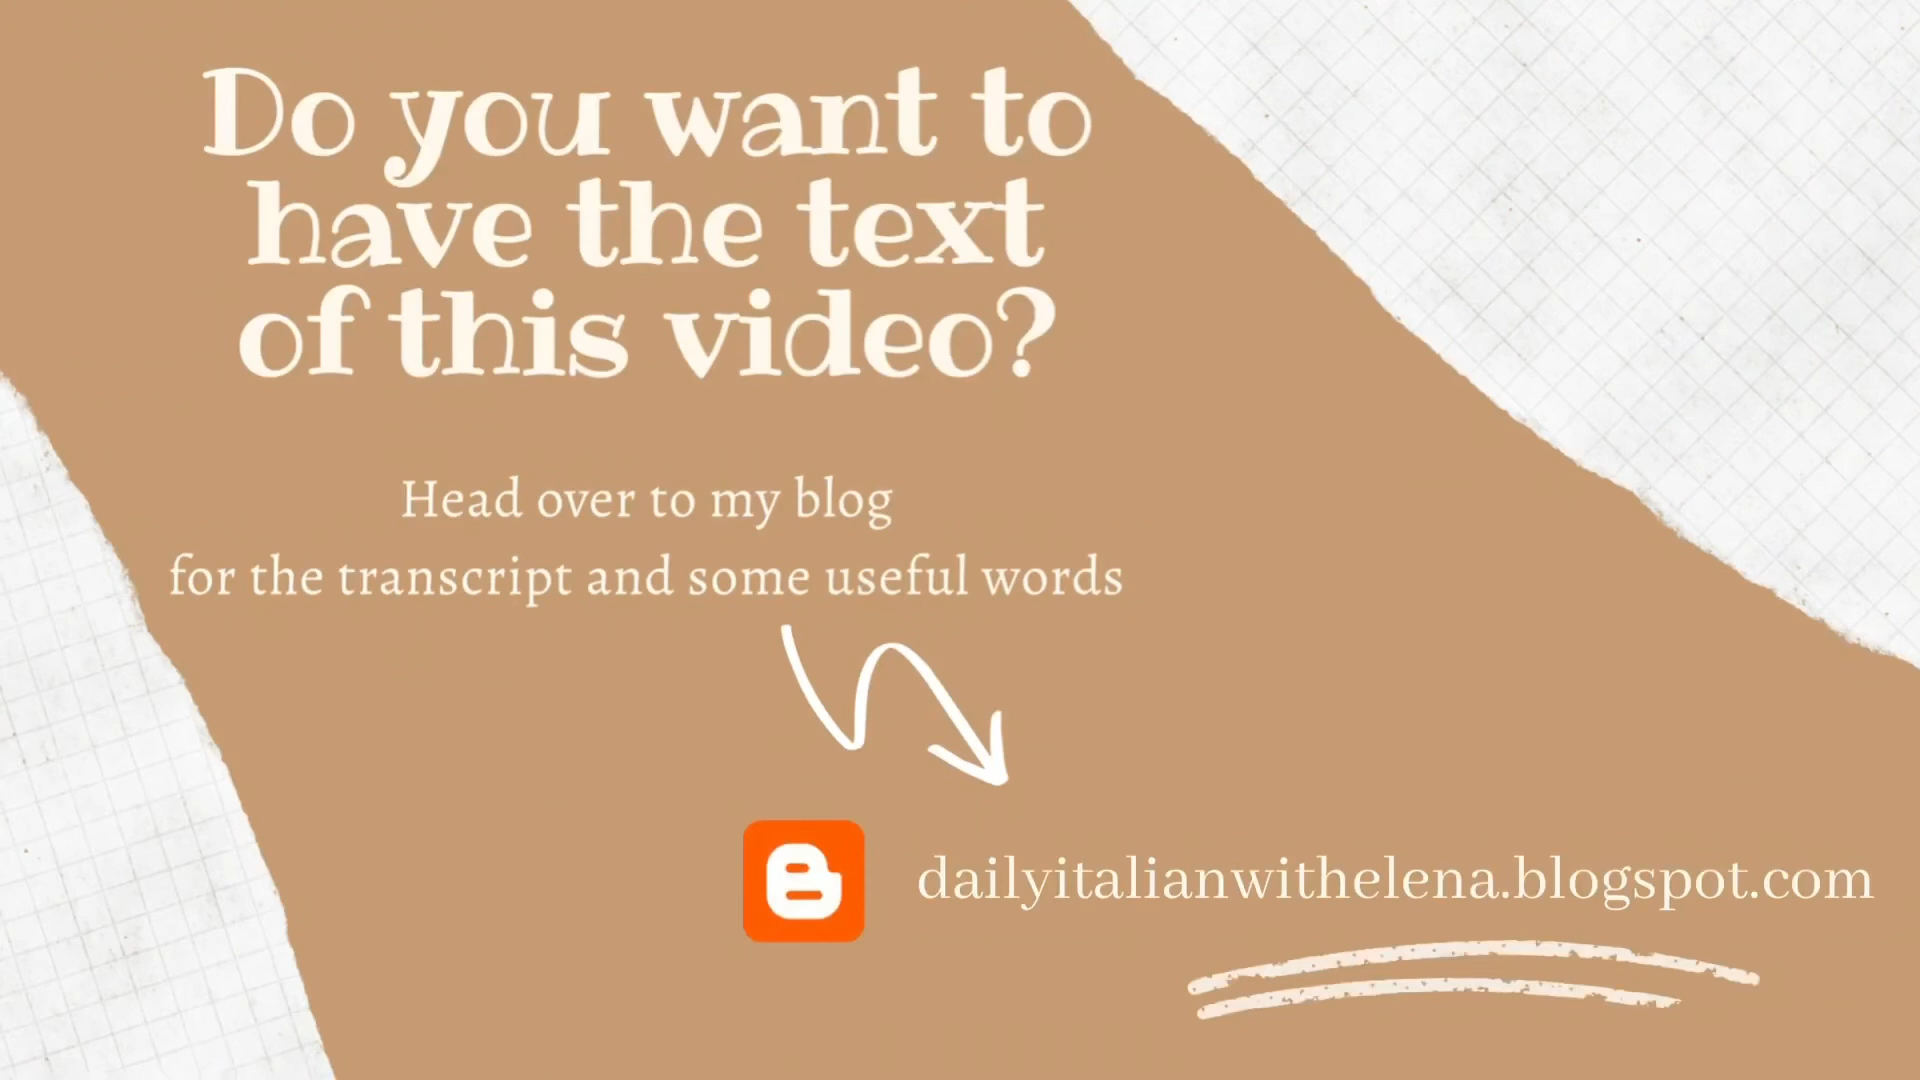 Do you want to
have the text
of this video?
Head over to my blog
for the transcript and some useful words
dailyitalianwithelena.blogspot.com